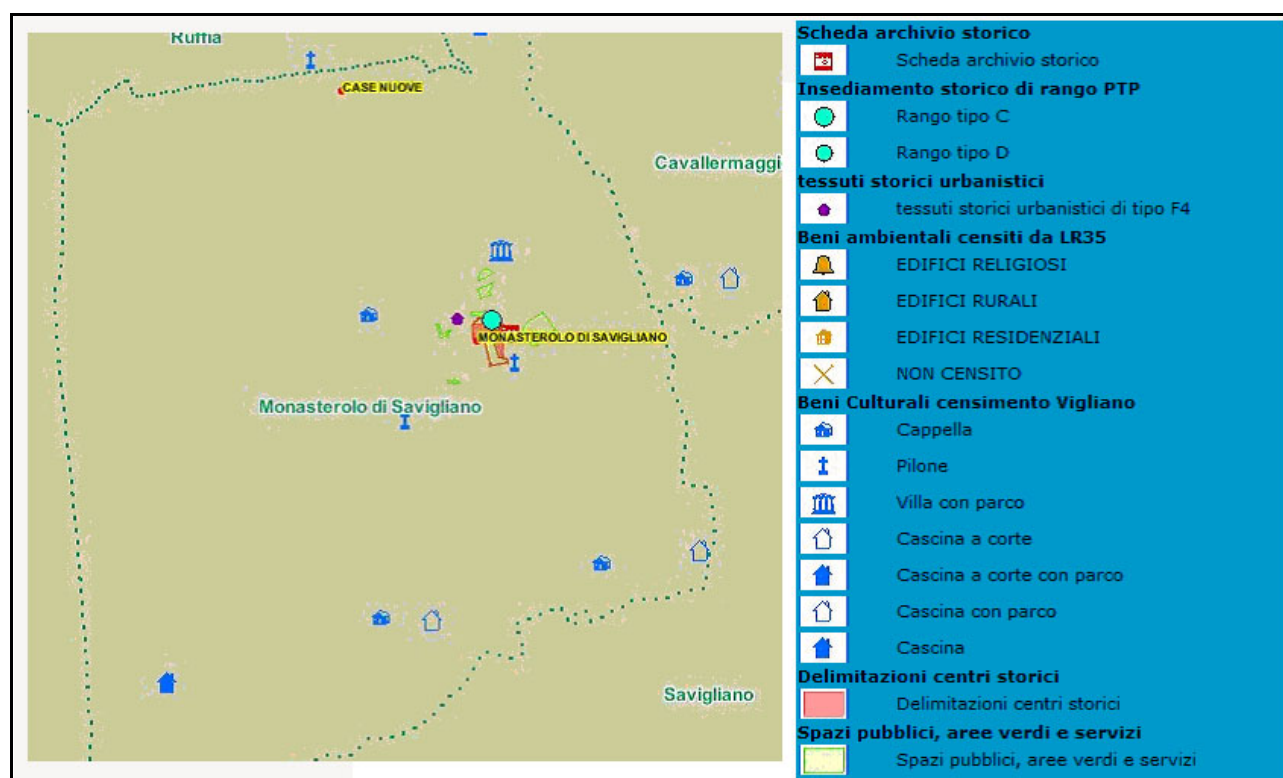 Ruffia
CASE NUOVE
Cavallermaggi
MONASTEROLO DI SAVIGLIANO
Monasterolo di Savigliano
Savigliano
Scheda archivio storico
Scheda archivio storico
Insediamento storico di rango PTP
Rango tipo C
Rango tipo D
tessuti storici urbanistici
tessuti storici urbanistici di tipo F4
Beni ambientali censiti da LR35
EDIFICI RELIGIOSI
EDIFICI RURALI
EDIFICI RESIDENZIALI
NON CENSITO
Beni Culturali censimento Vigliano
Cappella
Pilone
Villa con parco
Cascina a corte
Cascina a corte con parco
Cascina con parco
Cascina
Delimitazioni centri storici
Delimitazioni centri storici
Spazi pubblici, aree verdi e servizi
Spazi pubblici, aree verdi e servizi